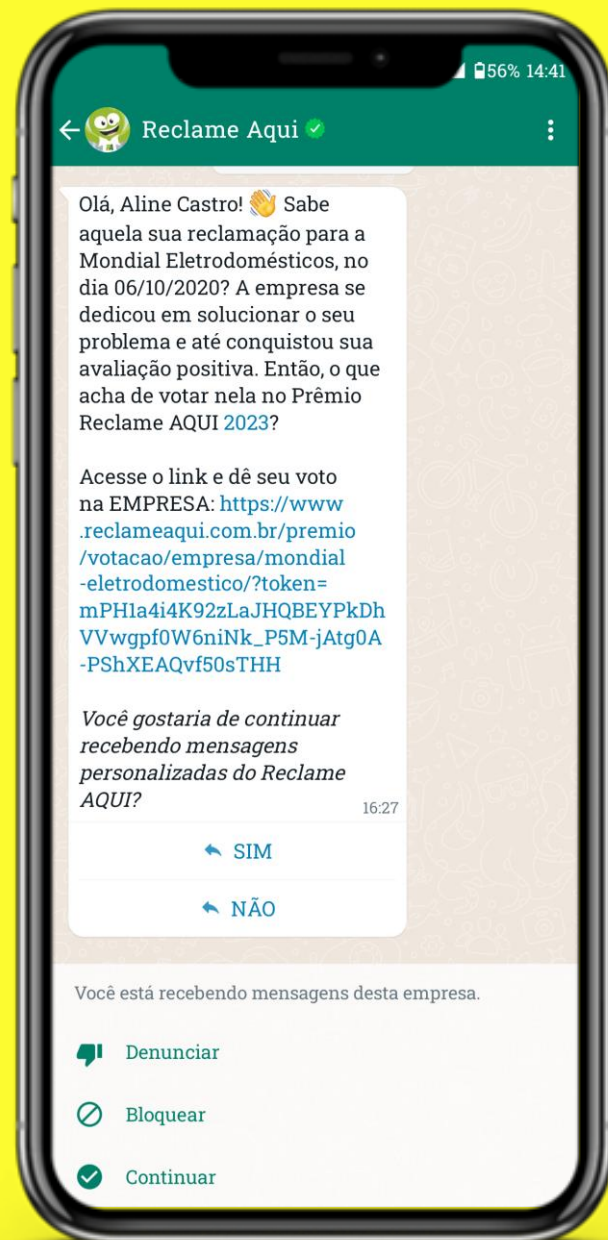 56% 14:41
Reclame Aqui
Olá, Aline Castro! 👋 Sabe
aquela sua reclamação para a
Mondial Eletrodomésticos, no
dia 06/10/2020? A empresa se
dedicou em solucionar o seu
problema e até conquistou sua
avaliação positiva. Então, o que
acha de votar nela no Prêmio
Reclame AQUI 2023?
Acesse o link e dê seu voto
na EMPRESA: https://www
.reclameaqui.com.br/premio
/votacao/empresa/mondial
-eletrodomestico/?token=
mPH1a4i4K92zLaJHQBEYPkDh
VVwgpf0W6niNk_P5M-jAtg0A
-PShXEAQvf50sTHH
Você gostaria de continuar
recebendo mensagens
personalizadas do Reclame
AQUI?
16:27
SIM
NÃO
Você está recebendo mensagens desta empresa.
Denunciar
Bloquear
Continuar